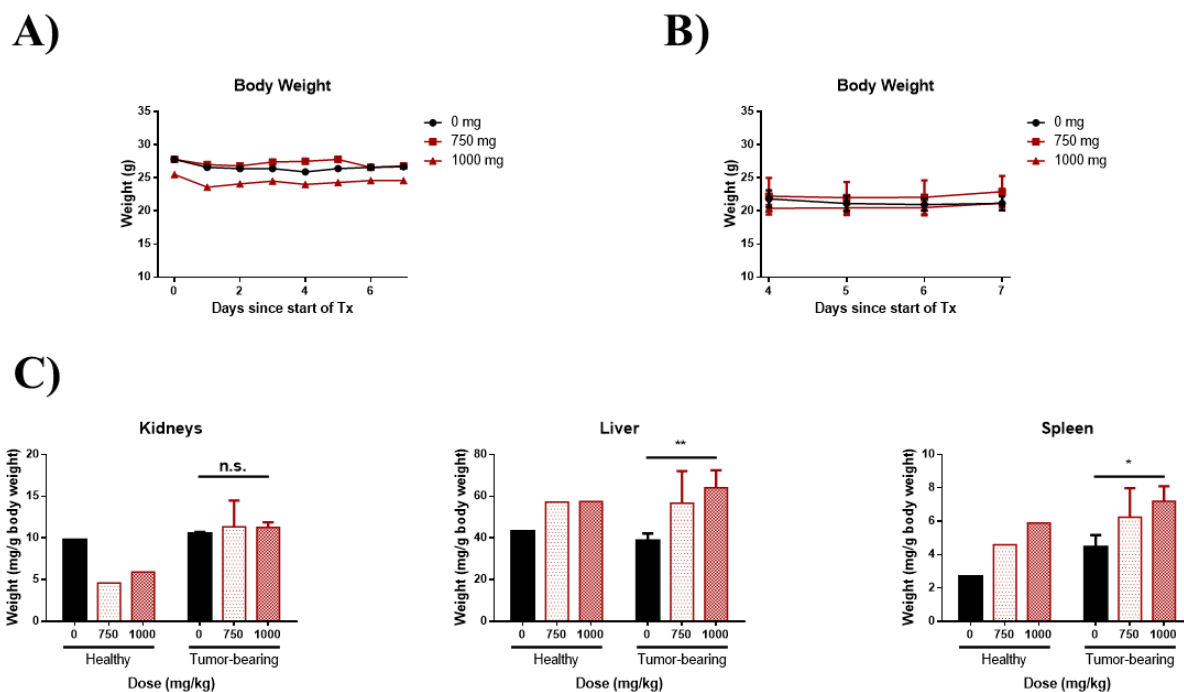 A)
B)
Body Weight
35
30
25
20
15
10
Weight (g)
0
2
4
6
Days since start of Tx
0 mg
750 mg
1000 mg
Body Weight
35
30
25
20
15
10
Weight (g)
4
5
6
7
Days since start of Tx
0 mg
750 mg
1000 mg
C)
Kidneys
20
15
10
5
0
Weight (mg/g body weight)
n.s.
0 750 1000 0 750 1000
Healthy Tumor-bearing
Dose (mg/kg)
Liver
80
60
40
20
0
Weight (mg/g body weight)
**
0 750 1000 0 750 1000
Healthy Tumor-bearing
Dose (mg/kg)
Spleen
10
8
6
4
2
0
Weight (mg/g body weight)
*
0 750 1000 0 750 1000
Healthy Tumor-bearing
Dose (mg/kg)